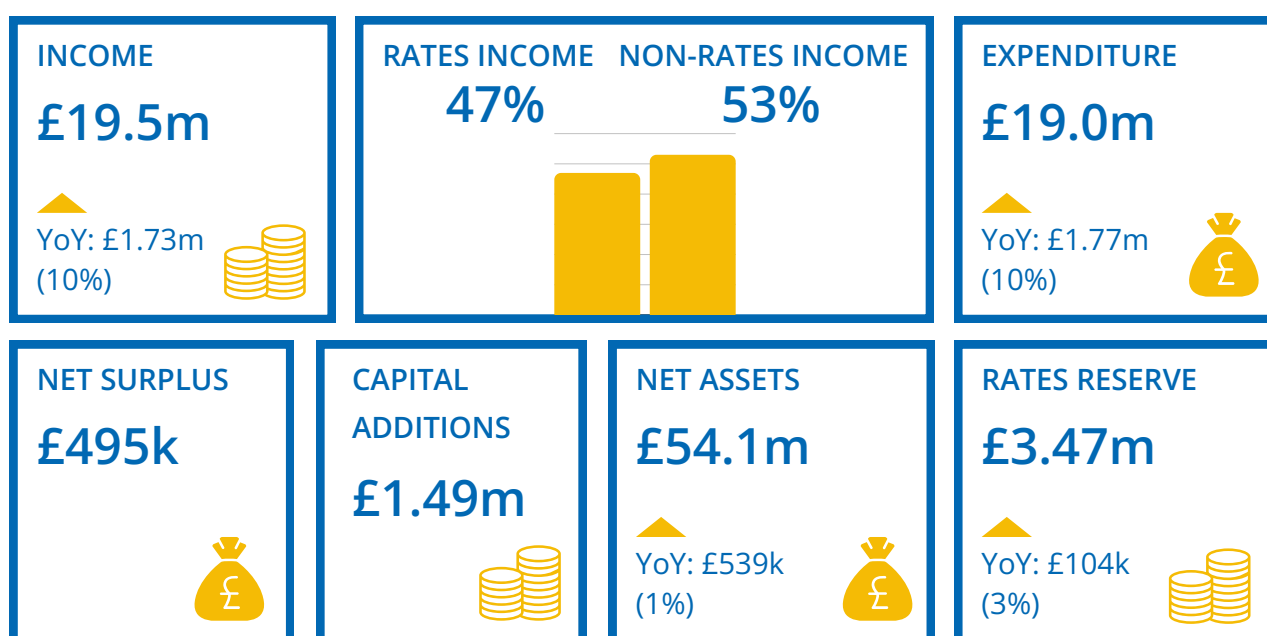 INCOME
£19.5m
YoY: £1.73m
(10%)
RATES INCOME
47%
NON-RATES INCOME
53%
EXPENDITURE
£19.0m
YoY: £1.77m
(10%)
NET SURPLUS
£495k
£
CAPITAL
ADDITIONS
£1.49m
NET ASSETS
£54.1m
YoY: £539k
(1%)
£
RATES RESERVE
£3.47m
YoY: £104k
(3%)
£